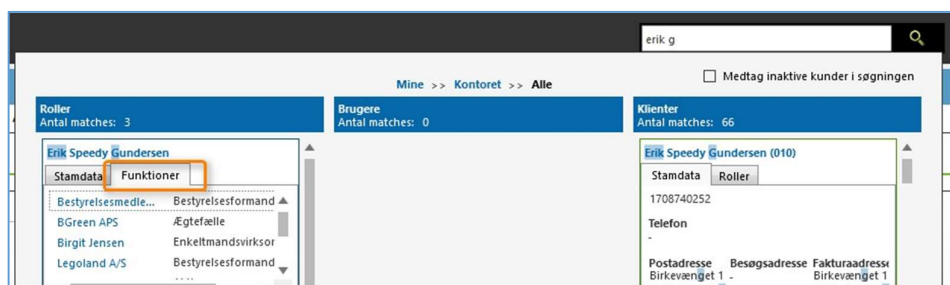 erik g
Mine >> Kontoret >> Alle
Medtag inaktive kunder i søgningen
Roller
Antal matches: 3
Brugere
Antal matches: 0
Klienter
Antal matches: 66
Erik Speedy Gundersen
Stamdata Funktioner
Bestyrelsesmedle... Bestyrelsesformand
BGreen APS Ægtefælle
Birgit Jensen Enkeltmandsvirksor
Legoland A/S Bestyrelsesformand
Erik Speedy Gundersen (010)
Stamdata Roller
1708740252
Telefon
-
Postadresse Besøgsadresse Fakturaadresse
Birkevænget 1 - Birkevænget 1